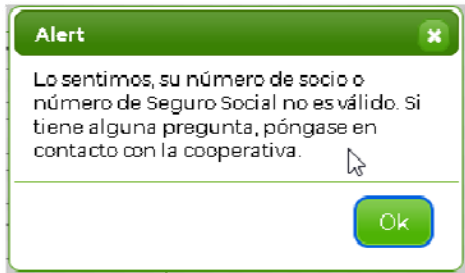 Alert
Lo sentimos, su número de socio o
número de Seguro Social no es válido. Si
tiene alguna pregunta, póngase en
contacto con la cooperativa.
Ok